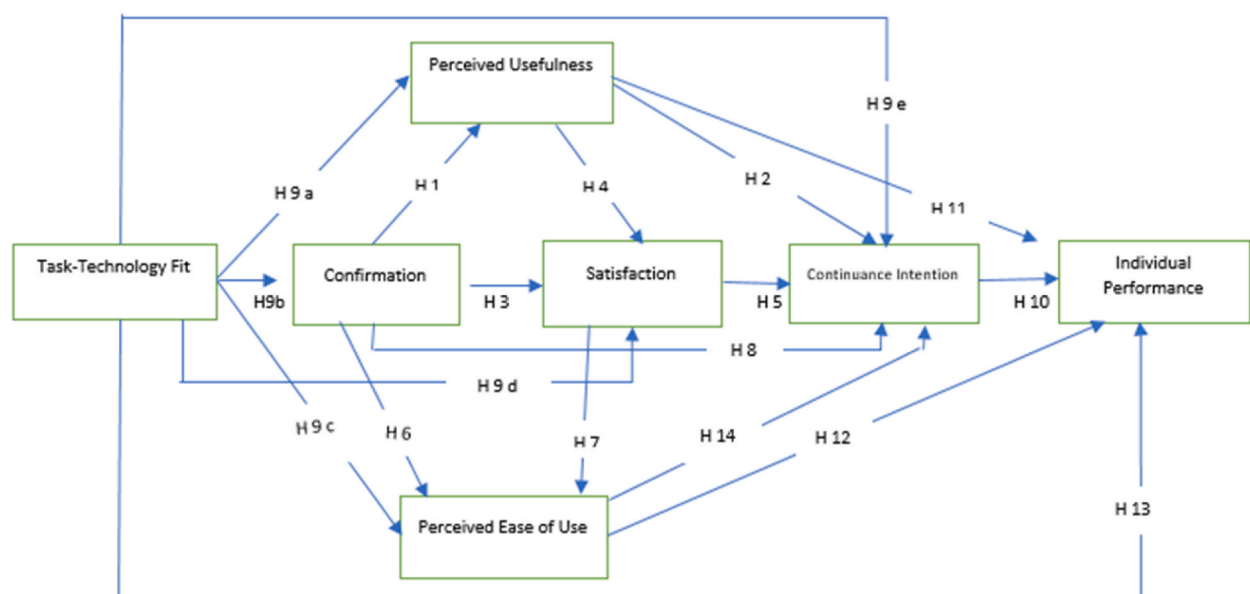 Perceived Usefulness
H 9 e
H 9 a
H 1
H 4
H 2
H 11
Task-Technology Fit
Confirmation
Satisfaction
Continuance Intention
Individual
Performance
H9b
H 3
H 5
H 10
H 8
H 9 d
H 9 c
H 6
H 7
H 14
H 12
Perceived Ease of Use
H 13